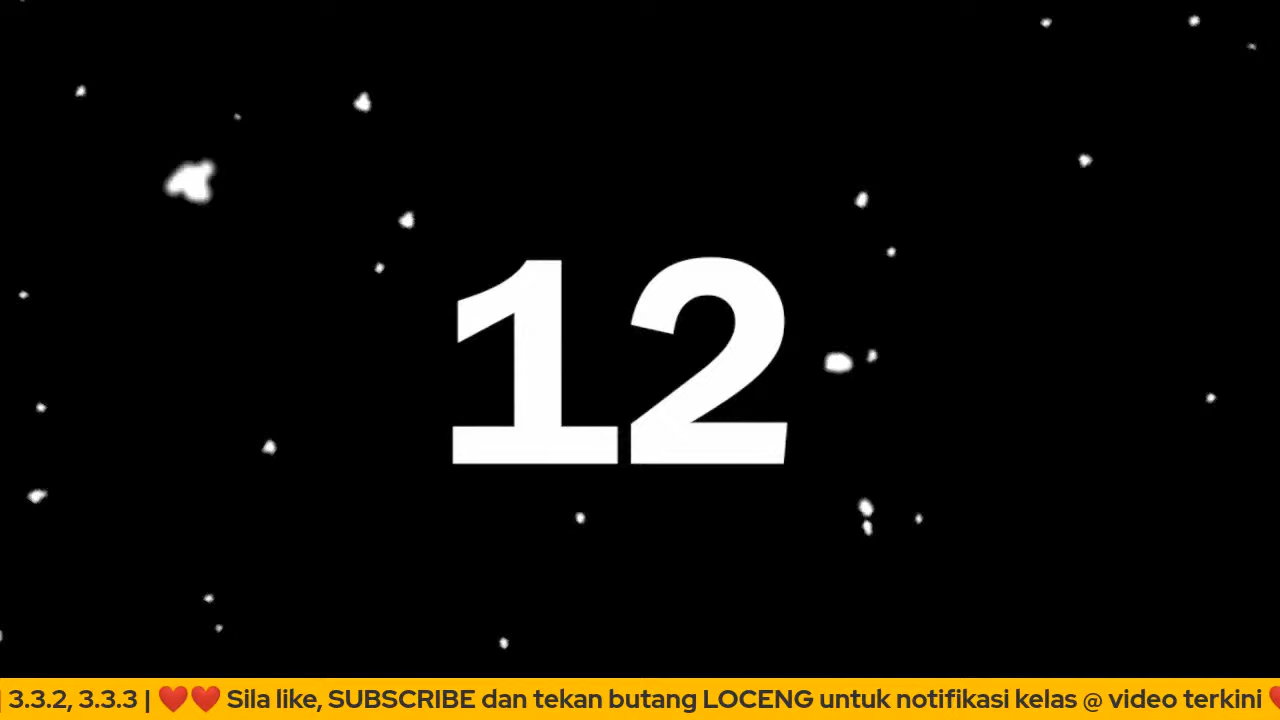 12
| 3.3.2, 3.3.3 | ❤️❤️ Sila like, SUBSCRIBE dan tekan butang LOCENG untuk notifikasi kelas @ video terkini ❤️